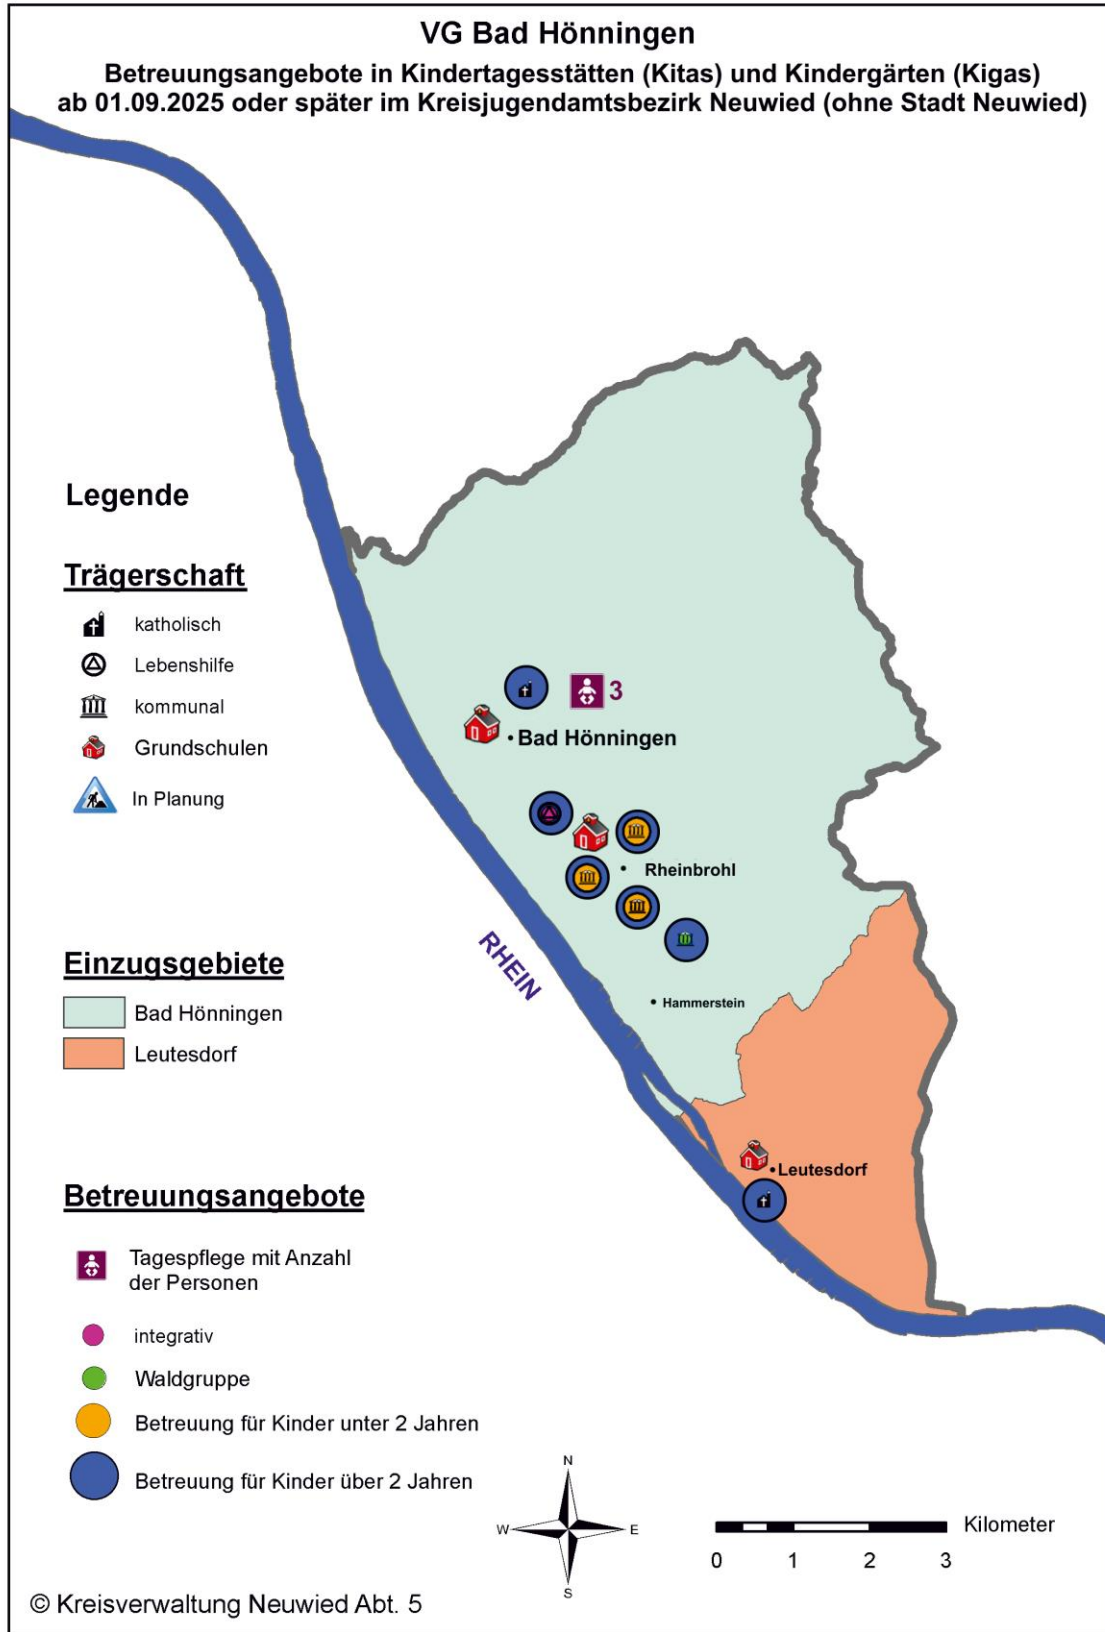 VG Bad Hönningen
Betreuungsangebote in Kindertagesstätten (Kitas) und Kindergärten (Kigas)
ab 01.09.2025 oder später im Kreisjugendamtsbezirk Neuwied (ohne Stadt Neuwied)
Legende
Trägerschaft
katholisch
Lebenshilfe
kommunal
Grundschulen
In Planung
3
Bad Hönningen
Rheinbrohl
RHEIN
Hammerstein
Leutesdorf
Einzugsgebiete
Bad Hönningen
Leutesdorf
Betreuungsangebote
Tagespflege mit Anzahl
der Personen
integrativ
Waldgruppe
Betreuung für Kinder unter 2 Jahren
Betreuung für Kinder über 2 Jahren
N
W
E
S
Kilometer
0 1 2 3
© Kreisverwaltung Neuwied Abt. 5